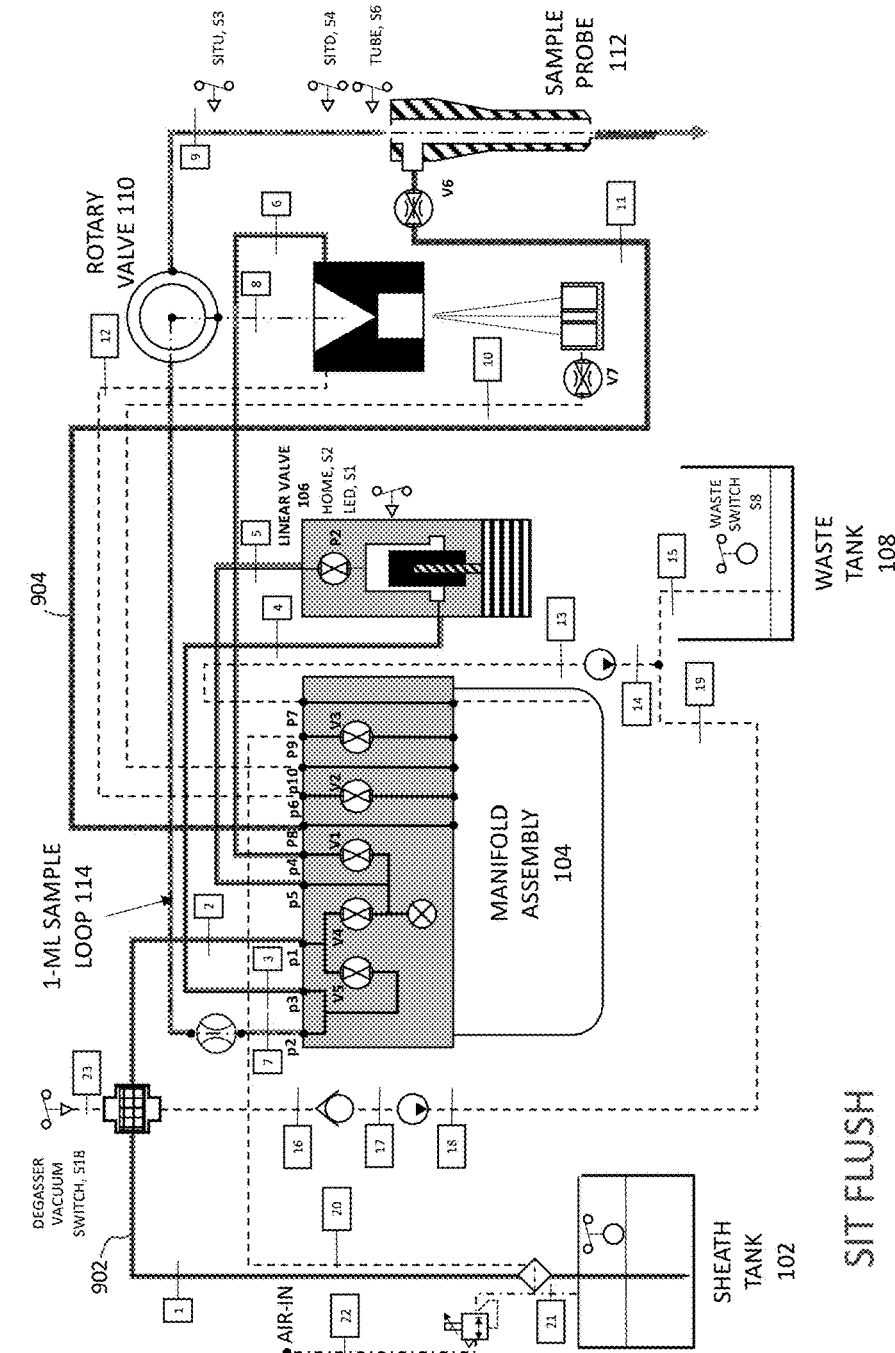 SITU, S3
SITD, S4
TUBE, S6
SAMPLE
PROBE
112
9
ROTARY
VALVE 110
V6
6
8
11
12
10
V7
LINEAR VALVE
106
HOME, S2
LED, S1
P2
5
4
904
WASTE
SWITCH
S8
WASTE
TANK
108
15
13
14
19
1-ML SAMPLE
LOOP 114
2
3
7
p2
p3
p1
p5
p4
P8
p6
p10
P9
P7
V5
V4
V1
V2
V3
MANIFOLD
ASSEMBLY
104
DEGASSER
VACUUM
SWITCH, S18
23
16
17
18
902
1
20
AIR-IN
22
21
SHEATH
TANK
102
SIT FLUSH